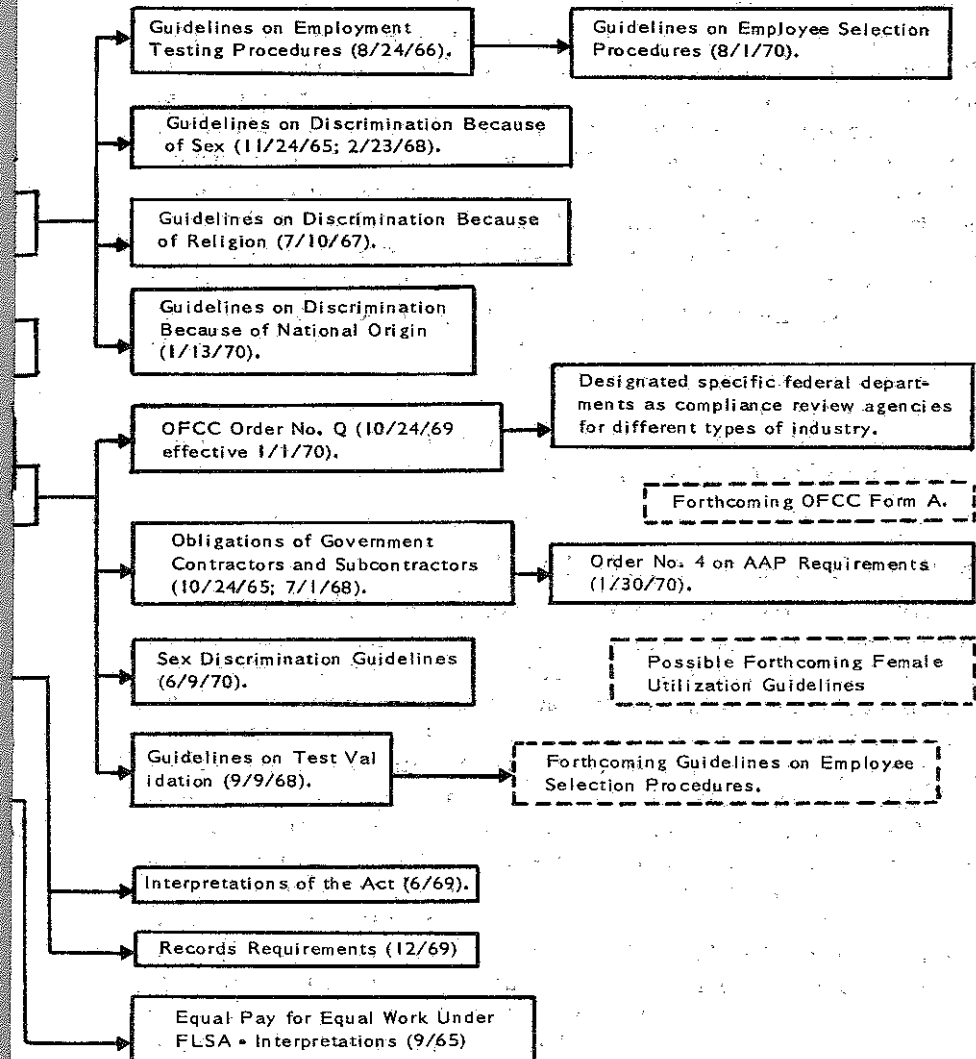 Guidelines on Employment
Testing Procedures (8/24/66).
Guidelines on Employee Selection
Procedures (8/1/70).
Guidelines on Discrimination Because
of Sex (11/24/65; 2/23/68).
Guidelines on Discrimination Because
of Religion (7/10/67).
Guidelines on Discrimination
Because of National Origin
(1/13/70).
Designated specific federal depart-
ments as compliance review agencies
for different types of industry.
OFCC Order No. Q (10/24/69
effective 1/1/70).
Forthcoming OFCC Form A.
Obligations of Government
Contractors and Subcontractors
(10/24/65; 7/1/68).
Order No. 4 on AAP Requirements
(1/30/70).
Sex Discrimination Guidelines
(6/9/70).
Possible Forthcoming Female
Utilization Guidelines
Guidelines on Test Val
idation (9/9/68).
Forthcoming Guidelines on Employee
Selection Procedures.
Interpretations of the Act (6/69).
Records Requirements (12/69)
Equal Pay for Equal Work Under
FLSA - Interpretations (9/65)